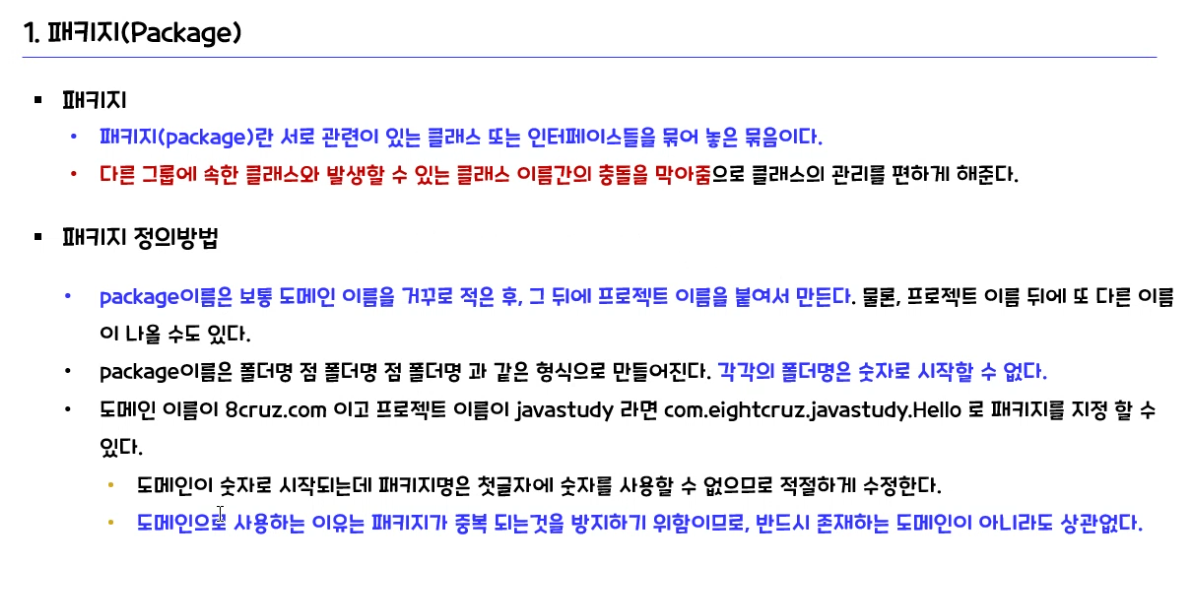 1. 패키지(Package)
▪ 패키지
• 패키지(package)란 서로 관련이 있는 클래스 또는 인터페이스들을 묶어 놓은 묶음이다.
• 다른 그룹에 속한 클래스와 발생할 수 있는 클래스 이름간의 충돌을 막아줌으로 클래스의 관리를 편하게 해준다.
▪ 패키지 정의방법
• package이름은 보통 도메인 이름을 거꾸로 적은 후, 그 뒤에 프로젝트 이름을 붙여서 만든다. 물론, 프로젝트 이름 뒤에 또 다른 이름
이 나올 수도 있다.
• package이름은 폴더명 점 폴더명 점 폴더명 과 같은 형식으로 만들어진다. 각각의 폴더명은 숫자로 시작할 수 없다.
• 도메인 이름이 8cruz.com 이고 프로젝트 이름이 javastudy 라면 com.eightcruz.javastudy.Hello 로 패키지를 지정 할 수
있다.
• 도메인이 숫자로 시작되는데 패키지명은 첫글자에 숫자를 사용할 수 없으므로 적절하게 수정한다.
• 도메인으로 사용하는 이유는 패키지가 중복 되는것을 방지하기 위함이므로, 반드시 존재하는 도메인이 아니라도 상관없다.